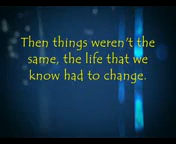 Then things weren't the
same, the life that we
know had to change.